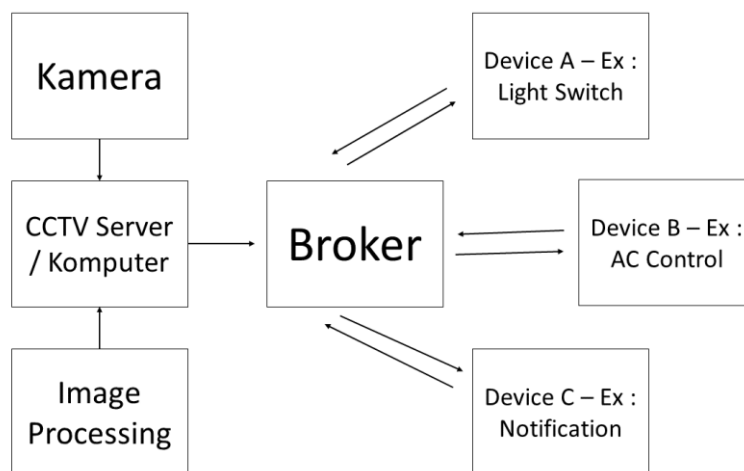 Kamera
CCTV Server
/ Komputer
Image
Processing
Broker
Device A – Ex :
Light Switch
Device B – Ex :
AC Control
Device C – Ex :
Notification